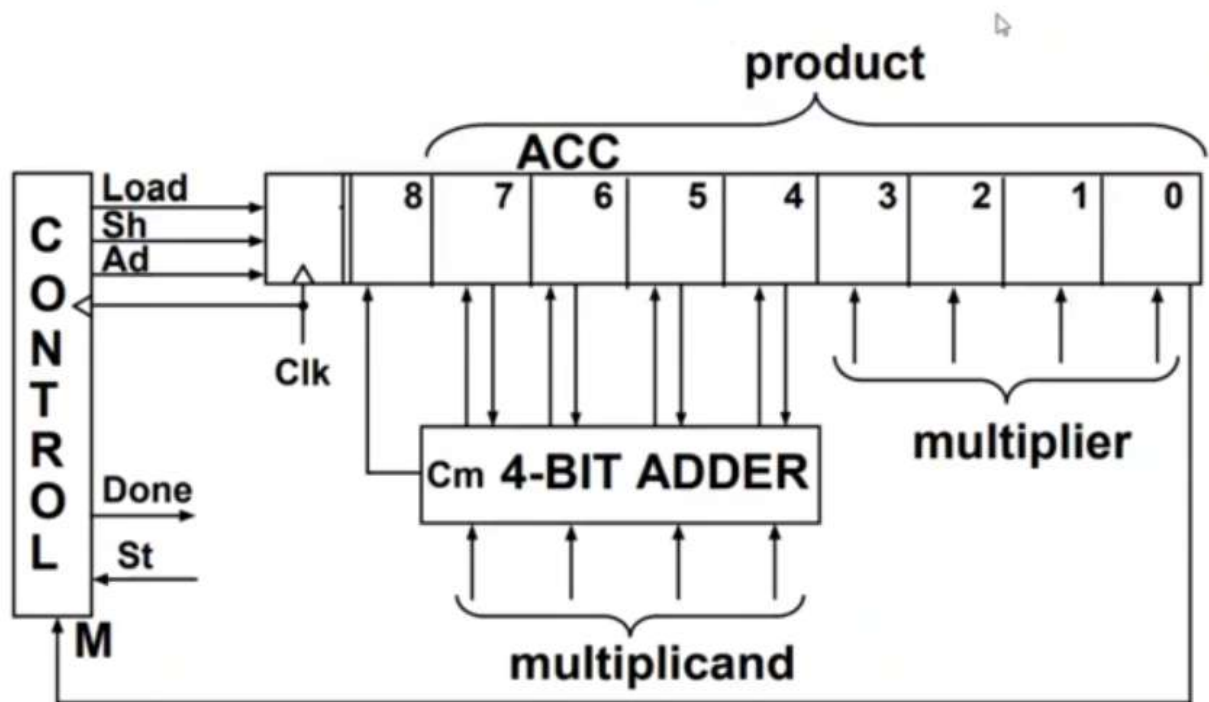 product
ACC
Load
Sh
Ad
8 7 6 5 4 3 2 1 0
CONTROL
Clk
multiplier
Cm 4-BIT ADDER
Done
St
M
multiplicand